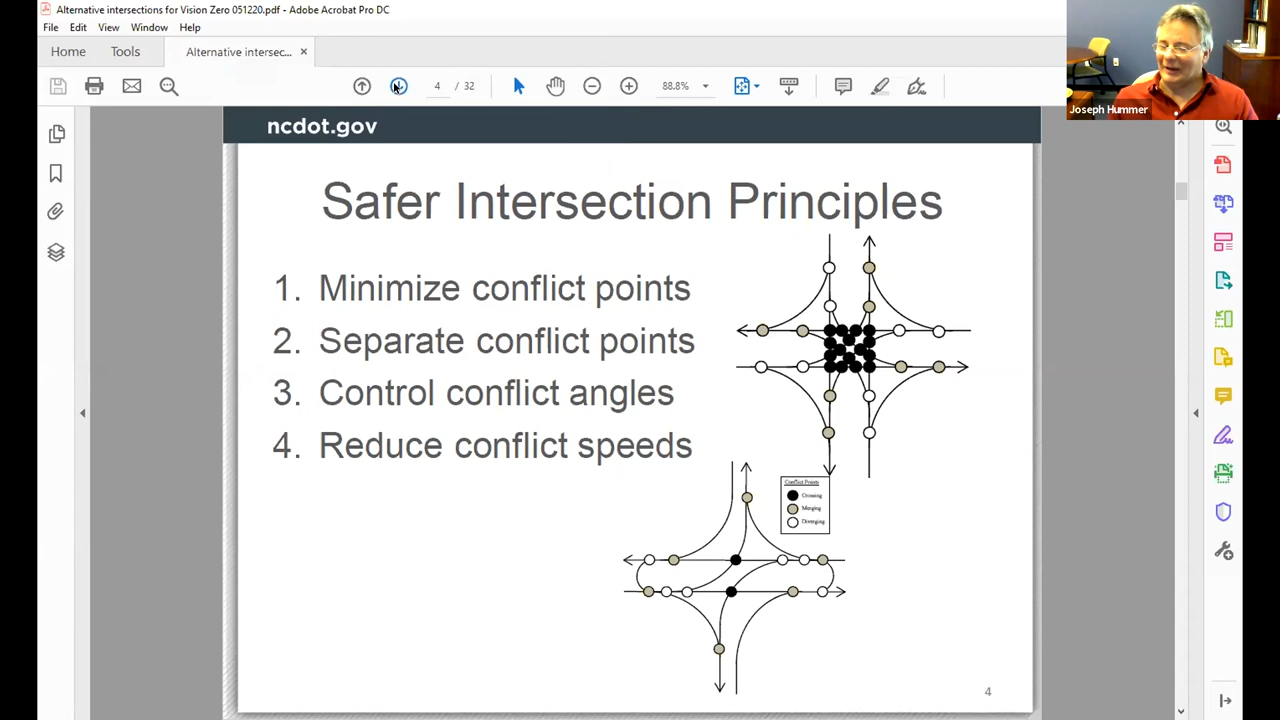 Alternative intersections for Vision Zero 051220.pdf - Adobe Acrobat Pro DC
File Edit View Window Help
Home Tools Alternative intersec... ×
4 / 32 88.8%
Joseph Hummer
ncdot.gov
Safer Intersection Principles
1. Minimize conflict points
2. Separate conflict points
3. Control conflict angles
4. Reduce conflict speeds
Conflict Points
Crossing
Merging
Diverging
4